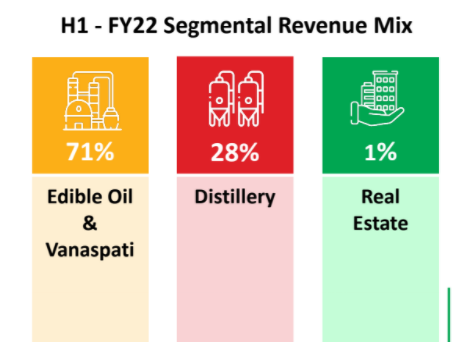 H1 - FY22 Segmental Revenue Mix
71%
28%
1%
Edible Oil
&
Vanaspati
Distillery
Real
Estate